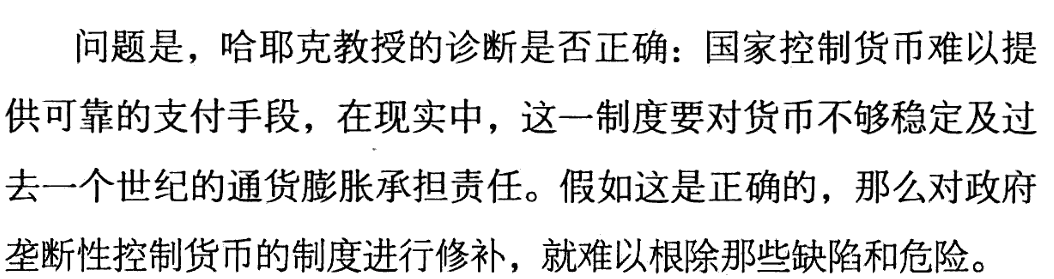 问题是，哈耶克教授的诊断是否正确：国家控制货币难以提
供可靠的支付手段，在现实中，这一制度要对货币不够稳定及过
去一个世纪的通货膨胀承担责任。假如这是正确的，那么对政府
垄断性控制货币的制度进行修补，就难以根除那些缺陷和危险。